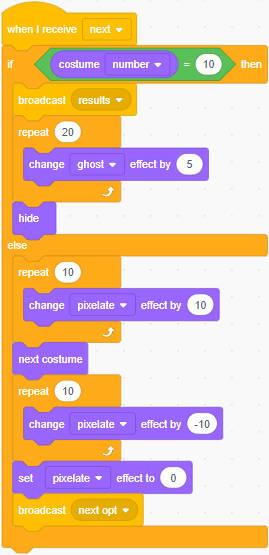 when I receive next
if costume number = 10 then
broadcast results
repeat 20
change ghost effect by 5
hide
else
repeat 10
change pixelate effect by 10
next costume
repeat 10
change pixelate effect by -10
set pixelate effect to 0
broadcast next opt